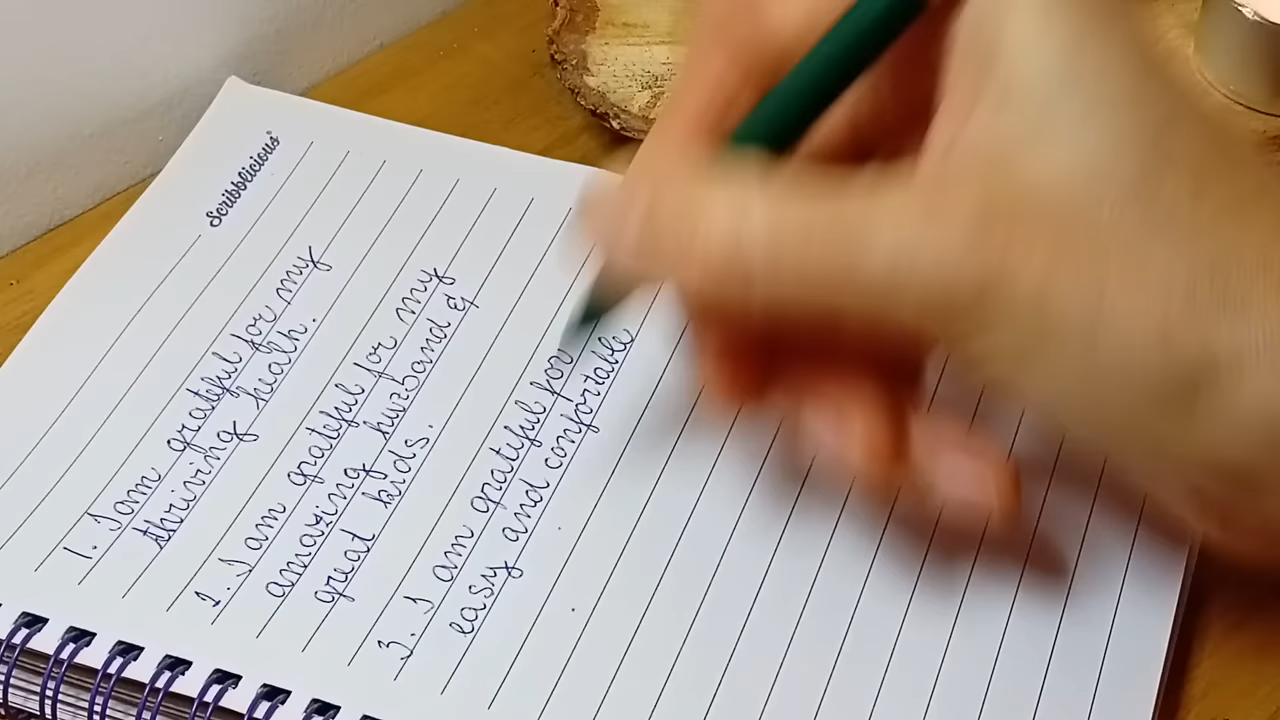 Scribblicious®
1. I am grateful for my
thriving health.
2. I am grateful for my
amazing husband &
great kids.
3. I am grateful for
easy and comfortable